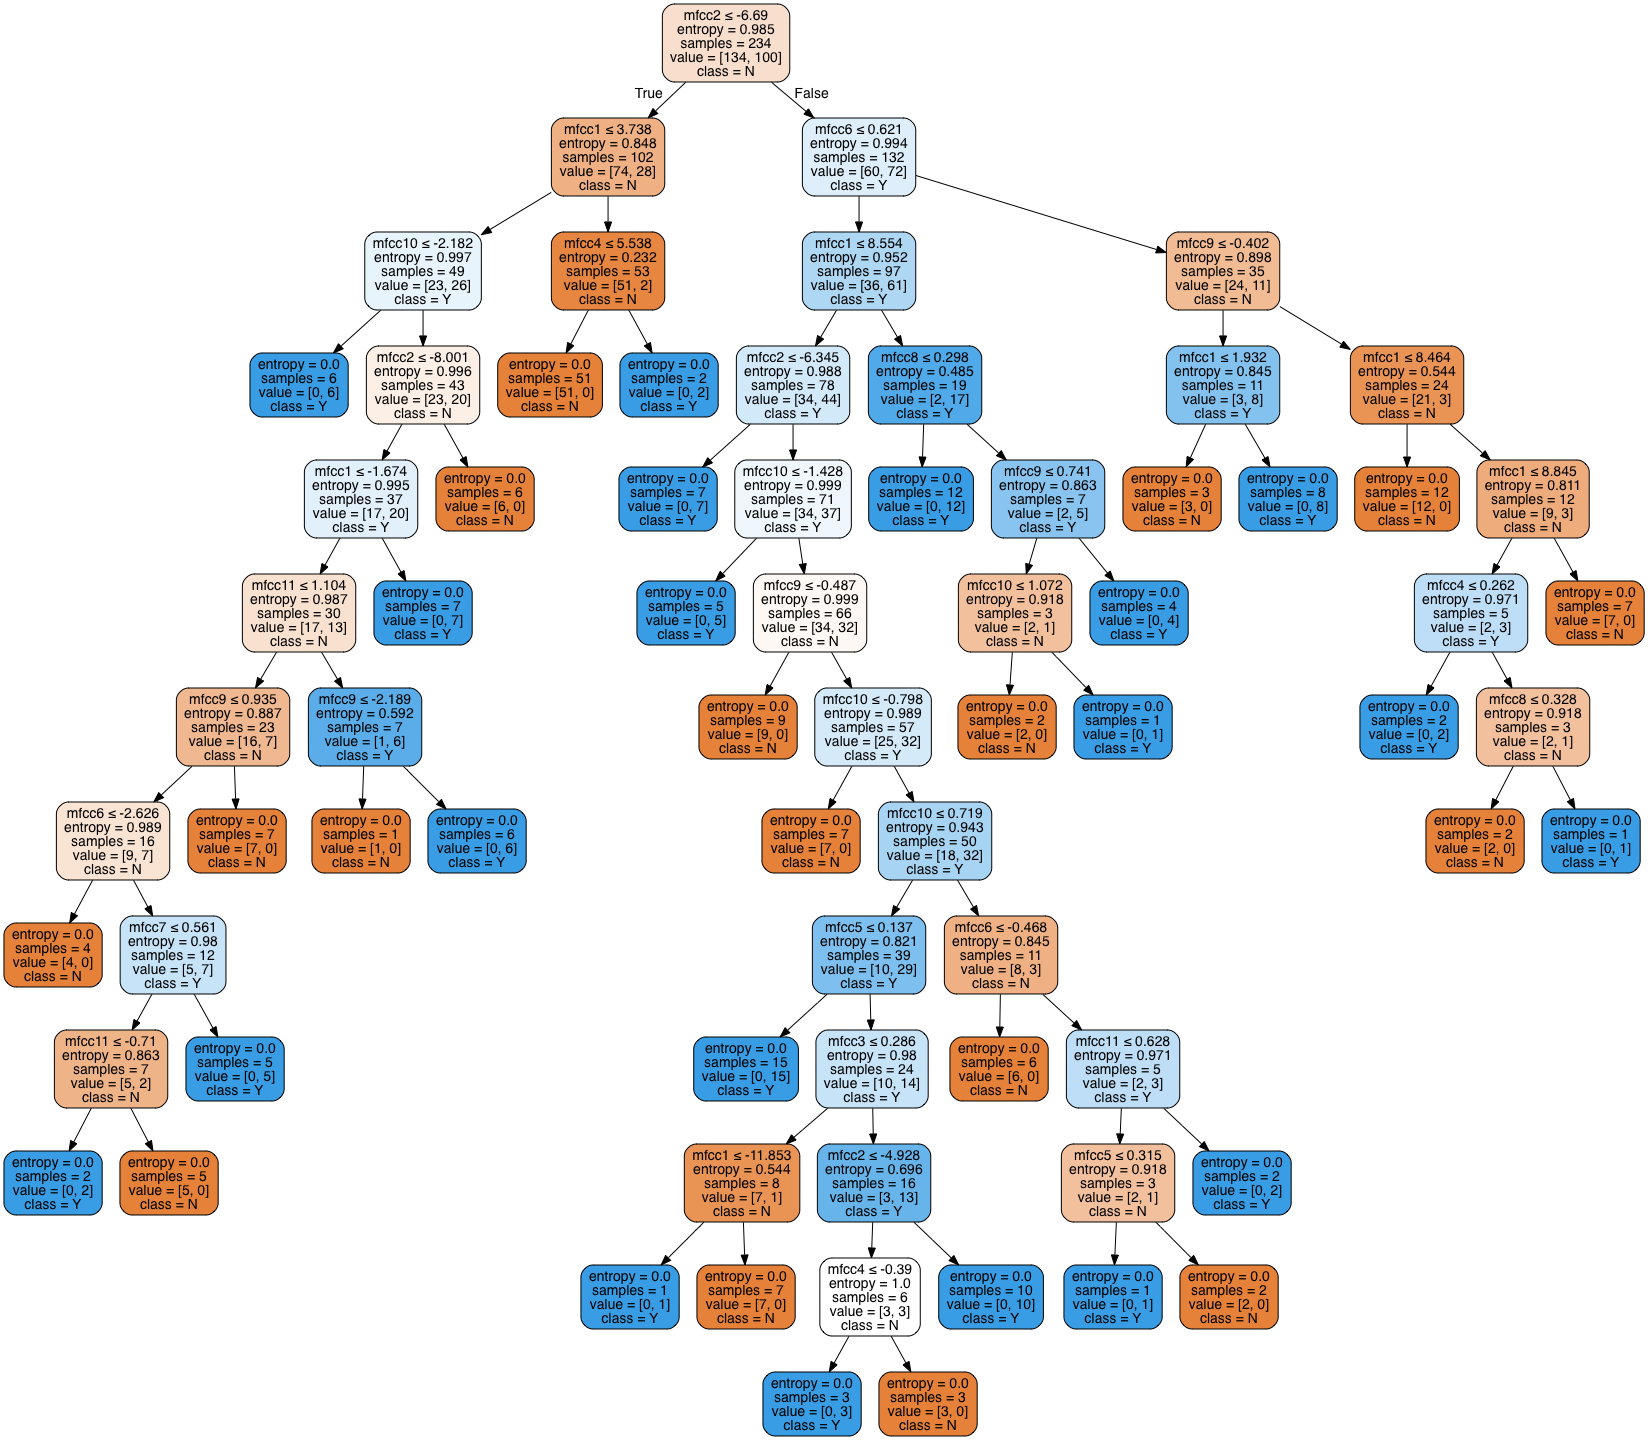 mfcc2 ≤ -6.69
entropy = 0.985
samples = 234
value = [134, 100]
class = N
True
False
mfcc1 ≤ 3.738
entropy = 0.848
samples = 102
value = [74, 28]
class = N
mfcc6 ≤ 0.621
entropy = 0.994
samples = 132
value = [60, 72]
class = Y
mfcc10 ≤ -2.182
entropy = 0.997
samples = 49
value = [23, 26]
class = Y
mfcc4 ≤ 5.538
entropy = 0.232
samples = 53
value = [51, 2]
class = N
mfcc1 ≤ 8.554
entropy = 0.952
samples = 97
value = [36, 61]
class = Y
mfcc9 ≤ -0.402
entropy = 0.898
samples = 35
value = [24, 11]
class = N
entropy = 0.0
samples = 6
value = [0, 6]
class = Y
mfcc2 ≤ -8.001
entropy = 0.996
samples = 43
value = [23, 20]
class = N
entropy = 0.0
samples = 51
value = [51, 0]
class = N
entropy = 0.0
samples = 2
value = [0, 2]
class = Y
mfcc2 ≤ -6.345
entropy = 0.988
samples = 78
value = [34, 44]
class = Y
mfcc8 ≤ 0.298
entropy = 0.485
samples = 19
value = [2, 17]
class = Y
mfcc1 ≤ 1.932
entropy = 0.845
samples = 11
value = [3, 8]
class = Y
mfcc1 ≤ 8.464
entropy = 0.544
samples = 24
value = [21, 3]
class = N
mfcc1 ≤ -1.674
entropy = 0.995
samples = 37
value = [17, 20]
class = Y
entropy = 0.0
samples = 6
value = [6, 0]
class = N
entropy = 0.0
samples = 7
value = [0, 7]
class = Y
mfcc10 ≤ -1.428
entropy = 0.999
samples = 71
value = [34, 37]
class = Y
entropy = 0.0
samples = 12
value = [0, 12]
class = Y
mfcc9 ≤ 0.741
entropy = 0.863
samples = 7
value = [2, 5]
class = Y
entropy = 0.0
samples = 3
value = [3, 0]
class = N
entropy = 0.0
samples = 8
value = [0, 8]
class = Y
entropy = 0.0
samples = 12
value = [12, 0]
class = N
mfcc1 ≤ 8.845
entropy = 0.811
samples = 12
value = [9, 3]
class = N
mfcc11 ≤ 1.104
entropy = 0.987
samples = 30
value = [17, 13]
class = N
entropy = 0.0
samples = 7
value = [0, 7]
class = Y
entropy = 0.0
samples = 5
value = [0, 5]
class = Y
mfcc9 ≤ -0.487
entropy = 0.999
samples = 66
value = [34, 32]
class = N
mfcc10 ≤ 1.072
entropy = 0.918
samples = 3
value = [2, 1]
class = N
entropy = 0.0
samples = 4
value = [0, 4]
class = Y
mfcc4 ≤ 0.262
entropy = 0.971
samples = 5
value = [2, 3]
class = Y
entropy = 0.0
samples = 7
value = [7, 0]
class = N
mfcc9 ≤ 0.935
entropy = 0.887
samples = 23
value = [16, 7]
class = N
mfcc9 ≤ -2.189
entropy = 0.592
samples = 7
value = [1, 6]
class = Y
entropy = 0.0
samples = 9
value = [9, 0]
class = N
mfcc10 ≤ -0.798
entropy = 0.989
samples = 57
value = [25, 32]
class = Y
entropy = 0.0
samples = 2
value = [2, 0]
class = N
entropy = 0.0
samples = 1
value = [0, 1]
class = Y
entropy = 0.0
samples = 2
value = [0, 2]
class = Y
mfcc8 ≤ 0.328
entropy = 0.918
samples = 3
value = [2, 1]
class = N
mfcc6 ≤ -2.626
entropy = 0.989
samples = 16
value = [9, 7]
class = N
entropy = 0.0
samples = 7
value = [7, 0]
class = N
entropy = 0.0
samples = 1
value = [1, 0]
class = N
entropy = 0.0
samples = 6
value = [0, 6]
class = Y
entropy = 0.0
samples = 7
value = [7, 0]
class = N
mfcc10 ≤ 0.719
entropy = 0.943
samples = 50
value = [18, 32]
class = Y
entropy = 0.0
samples = 2
value = [2, 0]
class = N
entropy = 0.0
samples = 1
value = [0, 1]
class = Y
entropy = 0.0
samples = 4
value = [4, 0]
class = N
mfcc7 ≤ 0.561
entropy = 0.98
samples = 12
value = [5, 7]
class = Y
mfcc5 ≤ 0.137
entropy = 0.821
samples = 39
value = [10, 29]
class = Y
mfcc6 ≤ -0.468
entropy = 0.845
samples = 11
value = [8, 3]
class = N
mfcc11 ≤ -0.71
entropy = 0.863
samples = 7
value = [5, 2]
class = N
entropy = 0.0
samples = 5
value = [0, 5]
class = Y
entropy = 0.0
samples = 15
value = [0, 15]
class = Y
mfcc3 ≤ 0.286
entropy = 0.98
samples = 24
value = [10, 14]
class = Y
entropy = 0.0
samples = 6
value = [6, 0]
class = N
mfcc11 ≤ 0.628
entropy = 0.971
samples = 5
value = [2, 3]
class = Y
entropy = 0.0
samples = 2
value = [0, 2]
class = Y
entropy = 0.0
samples = 5
value = [5, 0]
class = N
mfcc1 ≤ -11.853
entropy = 0.544
samples = 8
value = [7, 1]
class = N
mfcc2 ≤ -4.928
entropy = 0.696
samples = 16
value = [3, 13]
class = Y
mfcc5 ≤ 0.315
entropy = 0.918
samples = 3
value = [2, 1]
class = N
entropy = 0.0
samples = 2
value = [0, 2]
class = Y
entropy = 0.0
samples = 1
value = [0, 1]
class = Y
entropy = 0.0
samples = 7
value = [7, 0]
class = N
mfcc4 ≤ -0.39
entropy = 1.0
samples = 6
value = [3, 3]
class = N
entropy = 0.0
samples = 10
value = [0, 10]
class = Y
entropy = 0.0
samples = 1
value = [0, 1]
class = Y
entropy = 0.0
samples = 2
value = [2, 0]
class = N
entropy = 0.0
samples = 3
value = [0, 3]
class = Y
entropy = 0.0
samples = 3
value = [3, 0]
class = N